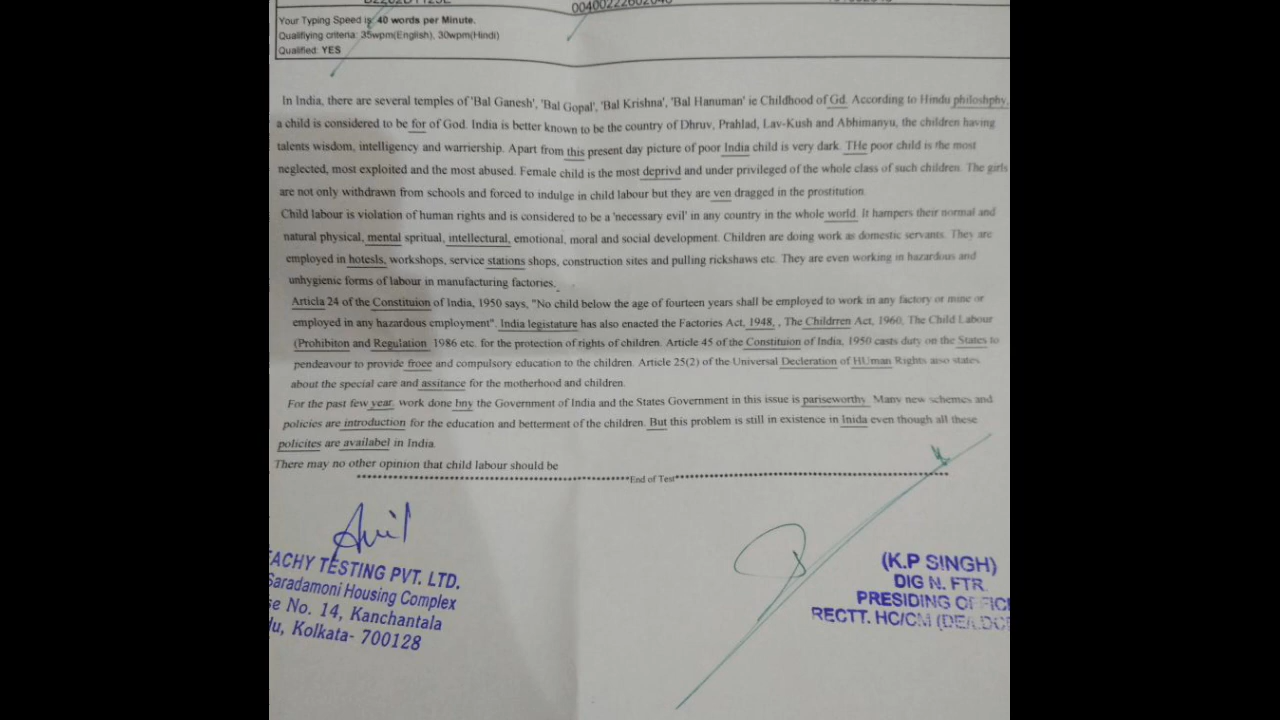 Your Typing Speed is 40 words per Minute.
Qualifiying criteria: 35wpm(English), 30wpm(Hindi)
Qualified: YES
In India, there are several temples of 'Bal Ganesh', 'Bal Gopal', 'Bal Krishna', 'Bal Hanuman' ie Childhood of Gd. According to Hindu philoshphy,
a child is considered to be for of God. India is better known to be the country of Dhruv, Prahlad, Lav-Kush and Abhimanyu, the children having
talents wisdom, intelligency and warriership. Apart from this present day picture of poor India child is very dark. THe poor child is the most
neglected, most exploited and the most abused. Female child is the most deprivd and under privileged of the whole class of such children. The girls
are not only withdrawn from schools and forced to indulge in child labour but they are ven dragged in the prostitution.
Child labour is violation of human rights and is considered to be a 'necessary evil' in any country in the whole world. It hampers their normal and
natural physical, mental spritual, intellectural, emotional, moral and social development. Children are doing work as domestic servants. They are
employed in hotesls, workshops, service stations shops, construction sites and pulling rickshaws etc. They are even working in hazardous and
unhygienic forms of labour in manufacturing factories.
Articla 24 of the Constituion of India, 1950 says, "No child below the age of fourteen years shall be employed to work in any factory or mine or
employed in any hazardous employment". India legistature has also enacted the Factories Act, 1948, , The Childrren Act, 1960, The Child Labour
(Prohibiton and Regulation 1986 etc. for the protection of rights of children. Article 45 of the Constituion of India, 1950 casts duty on the States to
pendeavour to provide froee and compulsory education to the children. Article 25(2) of the Universal Decleration of HUman Rights also states
about the special care and assitance for the motherhood and children.
For the past few year, work done bny the Government of India and the States Government in this issue is pariseworthy. Many new schemes and
policies are introduction for the education and betterment of the children. But this problem is still in existence in Inida even though all these
policites are availabel in India.
There may no other opinion that child labour should be
End of Test
Anil
EACHY TESTING PVT. LTD.
Saradamoni Housing Complex
se No. 14, Kanchantala
du, Kolkata- 700128
(K.P SINGH)
DIG N. FTR.
PRESIDING OFFIC
RECTT. HC/CM